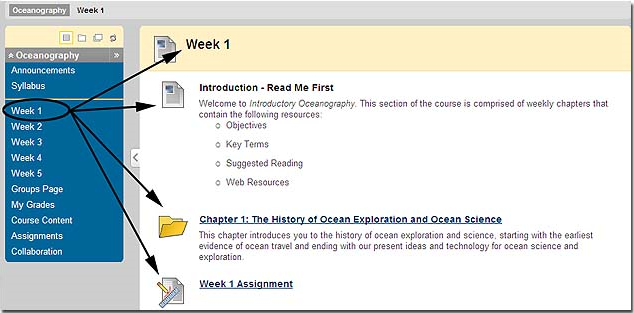 Oceanography Week 1
Oceanography
Announcements
Syllabus
Week 1
Week 2
Week 3
Week 4
Week 5
Groups Page
My Grades
Course Content
Assignments
Collaboration
Week 1
Introduction - Read Me First
Welcome to Introductory Oceanography. This section of the course is comprised of weekly chapters that
contain the following resources:
Objectives
Key Terms
Suggested Reading
Web Resources
Chapter 1: The History of Ocean Exploration and Ocean Science
This chapter introduces you to the history of ocean exploration and science, starting with the earliest
evidence of ocean travel and ending with our present ideas and technology for ocean science and
exploration.
Week 1 Assignment